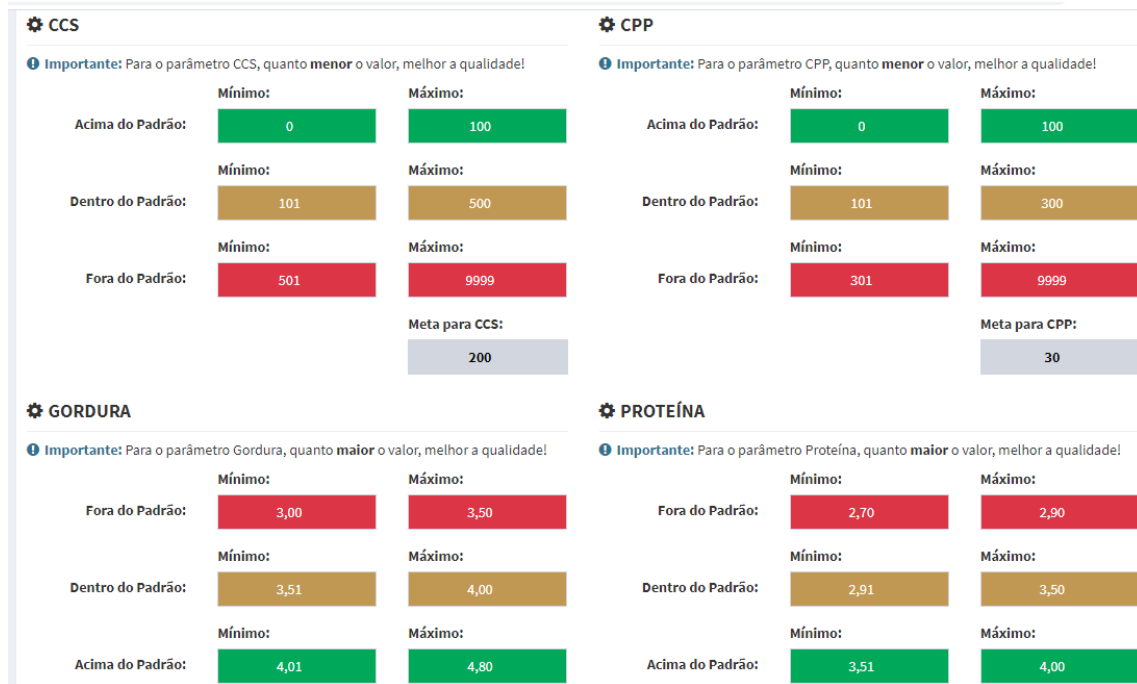 CCS
Importante: Para o parâmetro CCS, quanto menor o valor, melhor a qualidade!
Mínimo: Máximo:
Acima do Padrão: 0 100
Mínimo: Máximo:
Dentro do Padrão: 101 500
Mínimo: Máximo:
Fora do Padrão: 501 9999
Meta para CCS:
200
CPP
Importante: Para o parâmetro CPP, quanto menor o valor, melhor a qualidade!
Mínimo: Máximo:
Acima do Padrão: 0 100
Mínimo: Máximo:
Dentro do Padrão: 101 300
Mínimo: Máximo:
Fora do Padrão: 301 9999
Meta para CPP:
30
GORDURA
Importante: Para o parâmetro Gordura, quanto maior o valor, melhor a qualidade!
Mínimo: Máximo:
Fora do Padrão: 3,00 3,50
Mínimo: Máximo:
Dentro do Padrão: 3,51 4,00
Mínimo: Máximo:
Acima do Padrão: 4,01 4,80
PROTEÍNA
Importante: Para o parâmetro Proteína, quanto maior o valor, melhor a qualidade!
Mínimo: Máximo:
Fora do Padrão: 2,70 2,90
Mínimo: Máximo:
Dentro do Padrão: 2,91 3,50
Mínimo: Máximo:
Acima do Padrão: 3,51 4,00